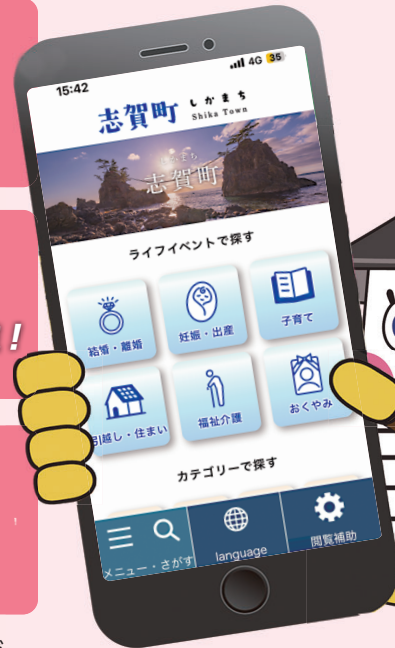 15:42
4G 35
志賀町 しかまち
Shika Town
志賀町
ライフイベントで探す
結婚・離婚
妊娠・出産
子育て
引越し・住まい
福祉介護
おくやみ
カテゴリーで探す
メニュー・さがす
language
閲覧補助
!